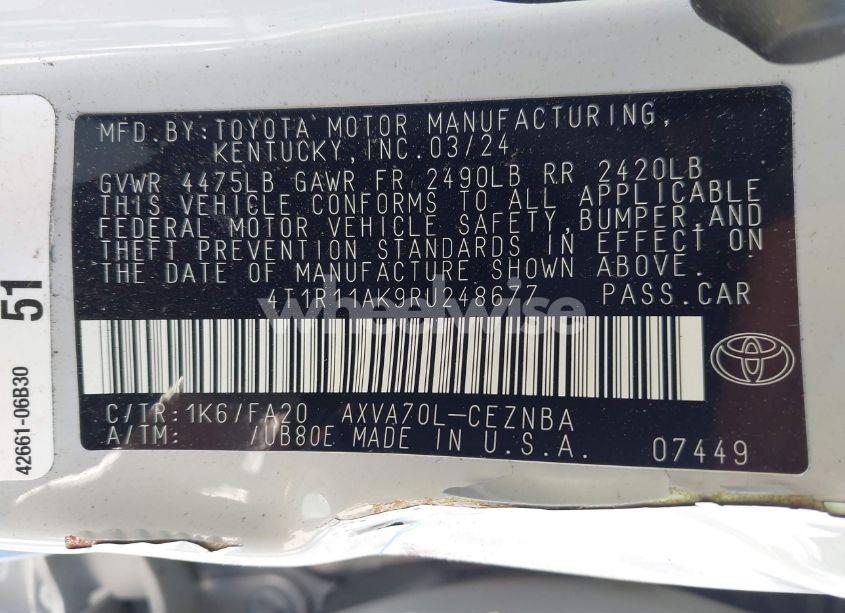 MFD.BY:TOYOTA MOTOR MANUFACTURING,
KENTUCKY,INC.03/24
GVWR 4475LB GAWR FR 2490LB RR 2420LB
THIS VEHICLE CONFORMS TO ALL APPLICABLE
FEDERAL MOTOR VEHICLE SAFETY,BUMPER,AND
THEFT PREVENTION STANDARDS IN EFFECT ON
THE DATE OF MANUFACTURE SHOWN ABOVE.
4T1R11AK9RU248677 PASS.CAR
wheelwise
C/TR:1K6/FA20 AXVA70L-CEZNBA
A/TM: /UB80E MADE IN U.S.A. 07449
51
42661-06B30